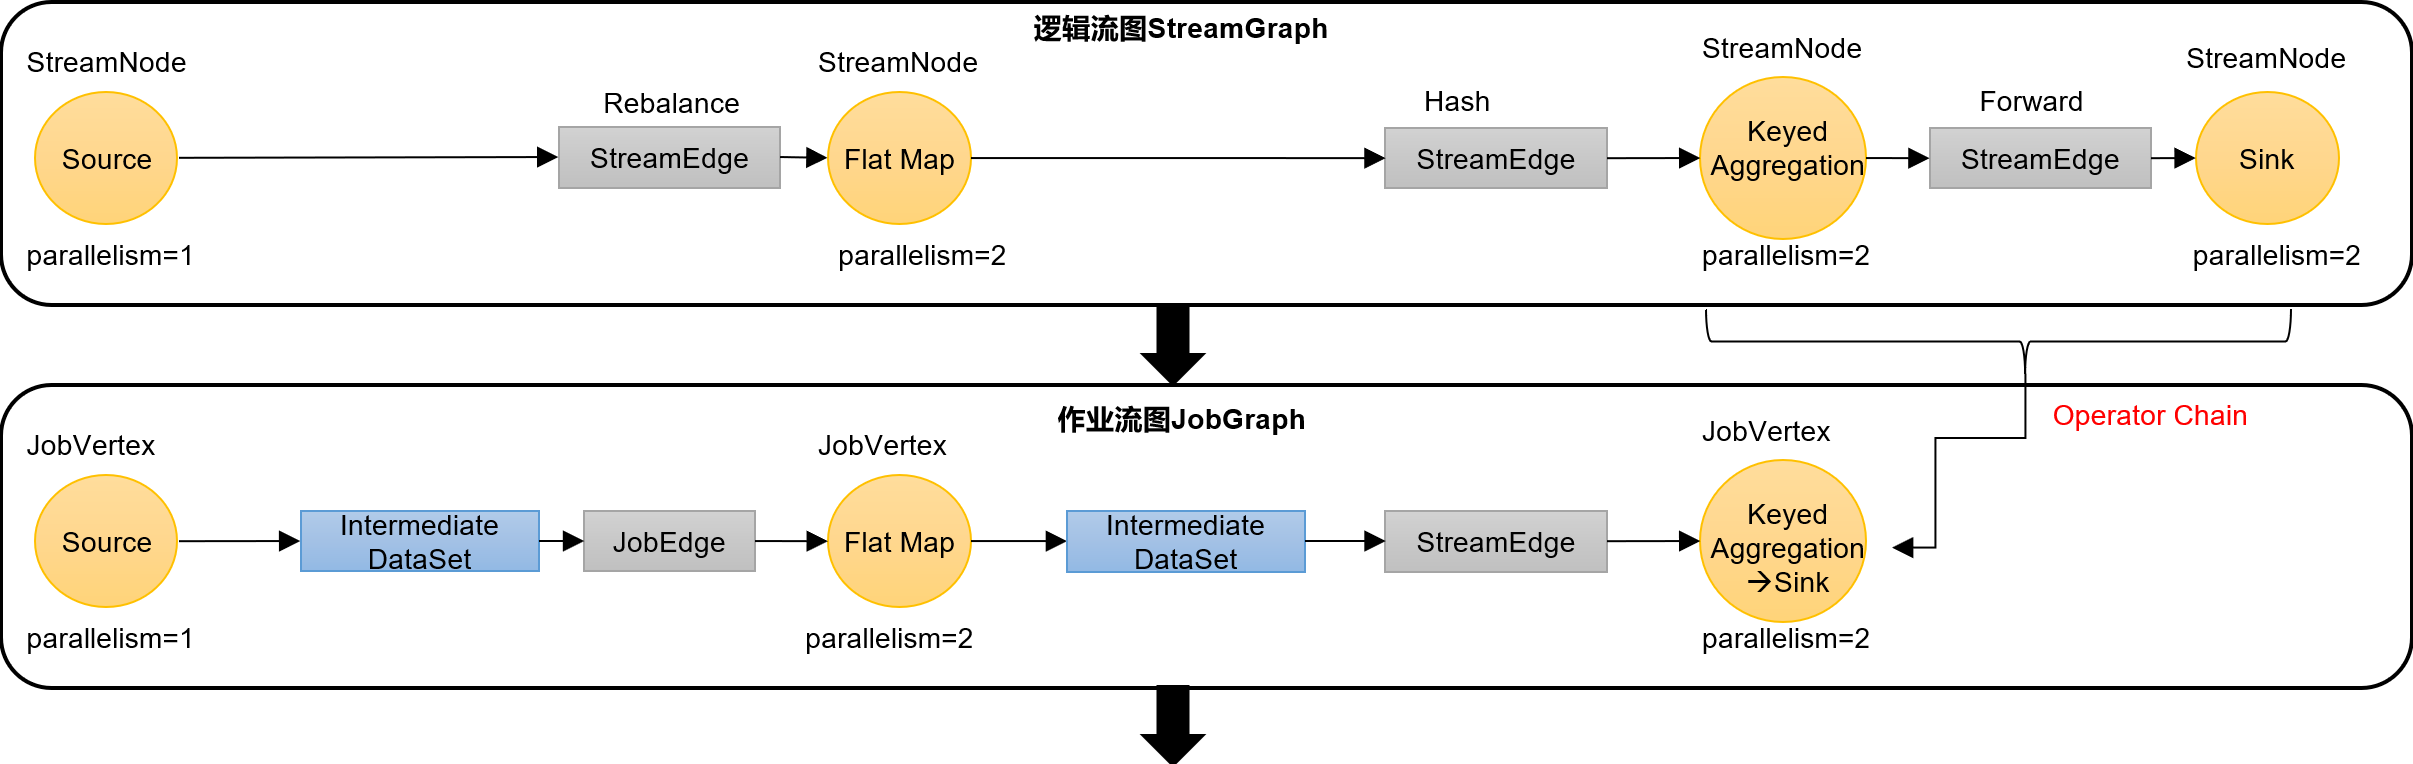 逻辑流图StreamGraph
StreamNode
StreamNode
StreamNode
StreamNode
Rebalance
Hash
Forward
Source
StreamEdge
Flat Map
StreamEdge
Keyed
Aggregation
StreamEdge
Sink
parallelism=1
parallelism=2
parallelism=2
parallelism=2
作业流图JobGraph
Operator Chain
JobVertex
JobVertex
JobVertex
Source
Intermediate
DataSet
JobEdge
Flat Map
Intermediate
DataSet
StreamEdge
Keyed
Aggregation
→Sink
parallelism=1
parallelism=2
parallelism=2